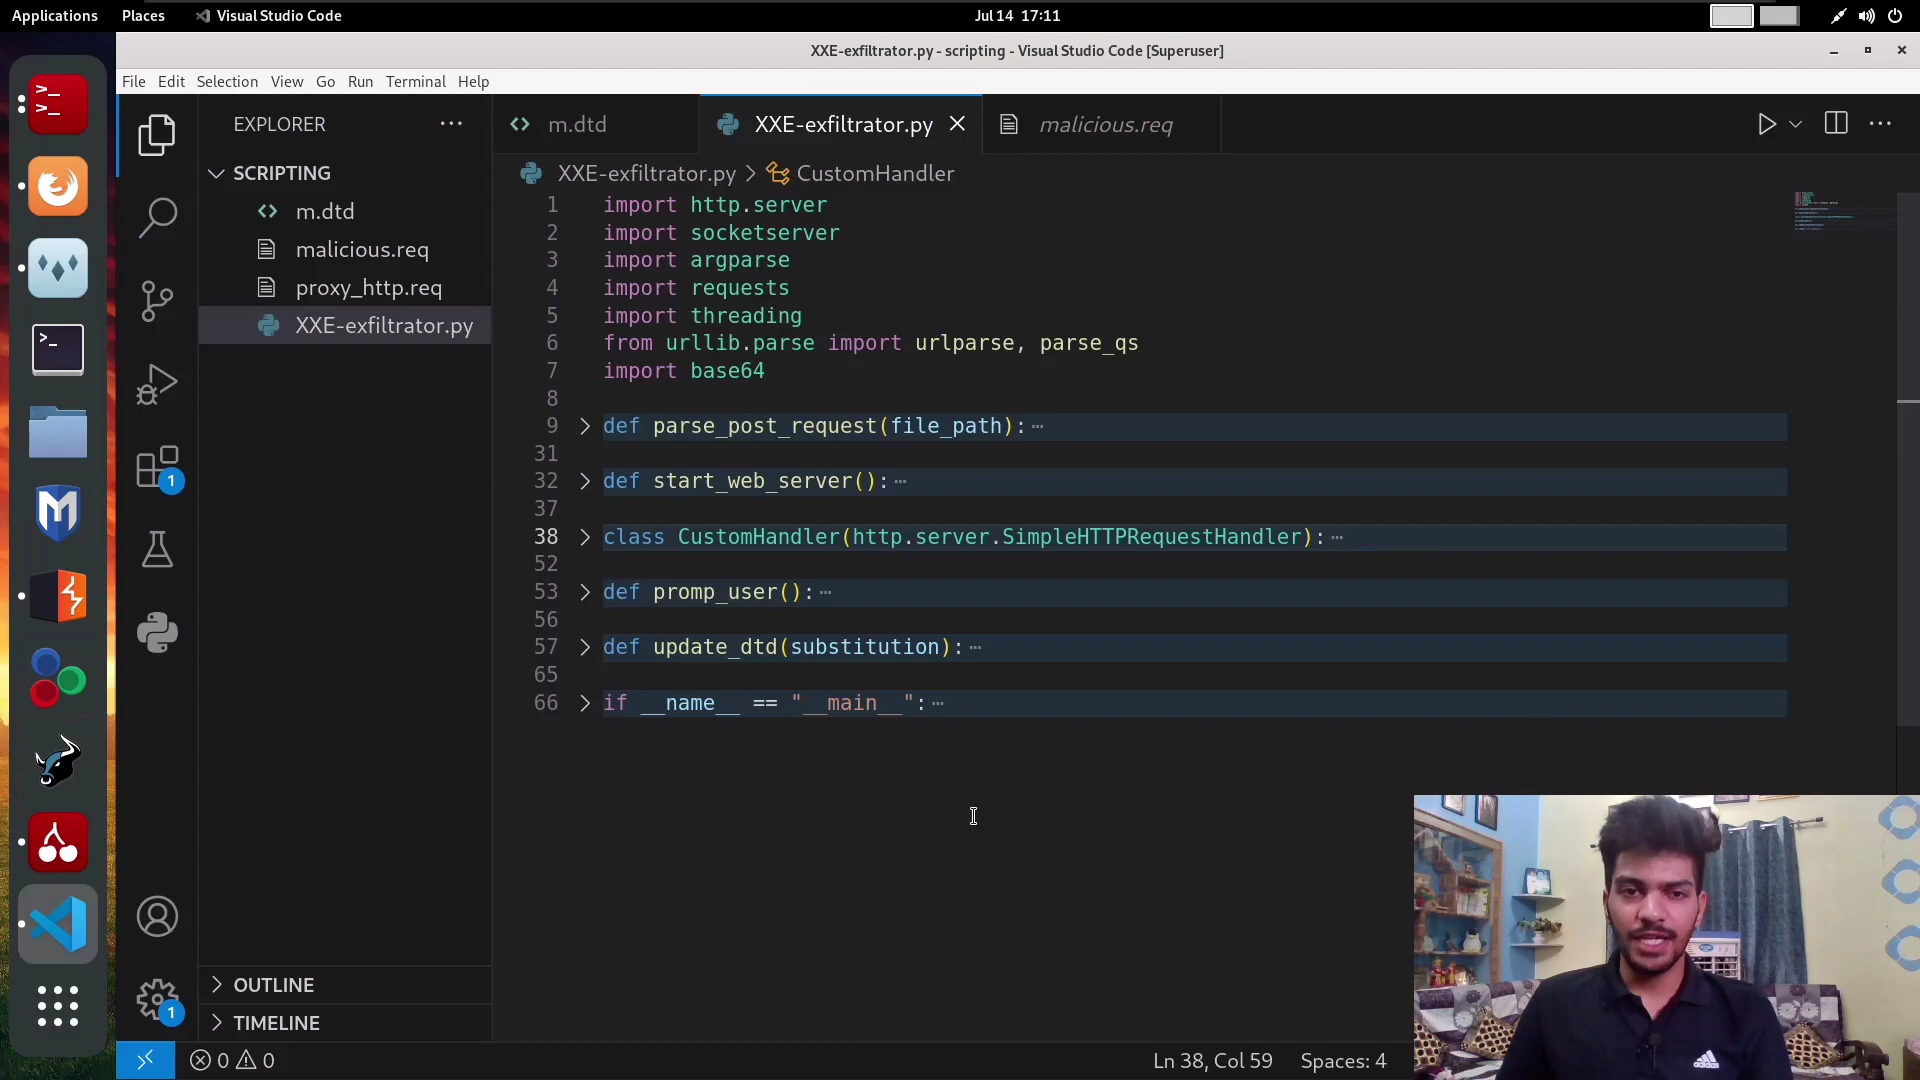 Applications Places Visual Studio Code Jul 14 17:11
XXE-exfiltrator.py - scripting - Visual Studio Code [Superuser]
File Edit Selection View Go Run Terminal Help
EXPLORER
SCRIPTING
m.dtd
malicious.req
proxy_http.req
XXE-exfiltrator.py
OUTLINE
TIMELINE
1
1
m.dtd XXE-exfiltrator.py malicious.req
XXE-exfiltrator.py > CustomHandler
1 import http.server
2 import socketserver
3 import argparse
4 import requests
5 import threading
6 from urllib.parse import urlparse, parse_qs
7 import base64
8
9 def parse_post_request(file_path):…
31
32 def start_web_server():…
37
38 class CustomHandler(http.server.SimpleHTTPRequestHandler):…
52
53 def promp_user():…
56
57 def update_dtd(substitution):…
65
66 if __name__ == "__main__":…
0 0 Ln 38, Col 59 Spaces: 4
adidas